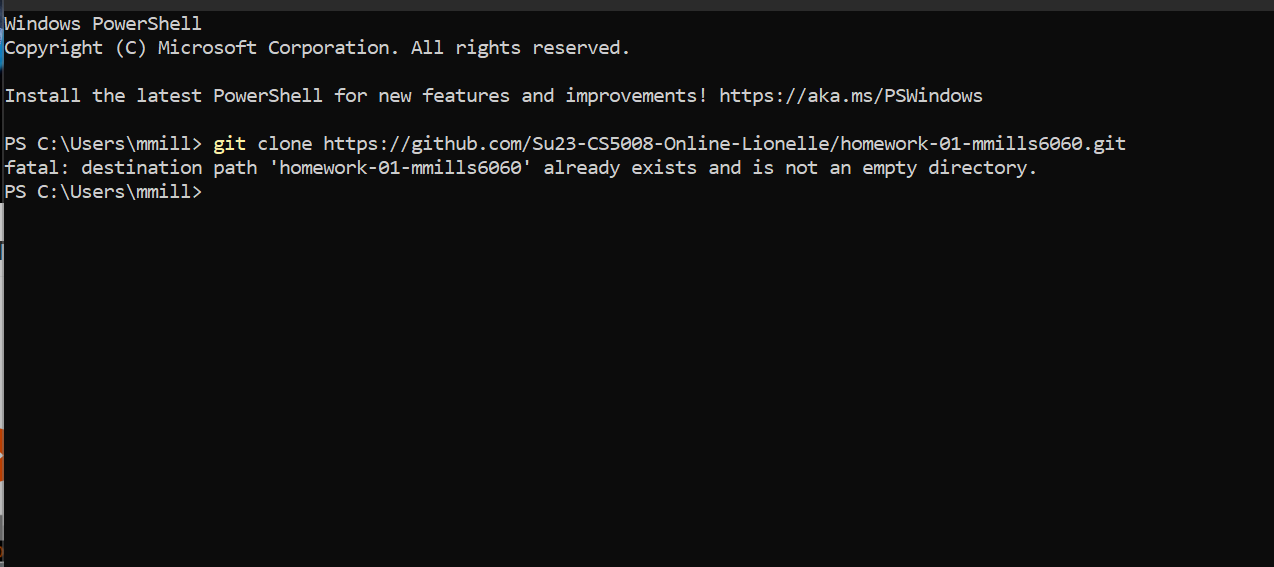 Windows PowerShell
Copyright (C) Microsoft Corporation. All rights reserved.
Install the latest PowerShell for new features and improvements! https://aka.ms/PSWindows
PS C:\Users\mmill> git clone https://github.com/Su23-CS5008-Online-Lionelle/homework-01-mmills6060.git
fatal: destination path 'homework-01-mmills6060' already exists and is not an empty directory.
PS C:\Users\mmill>